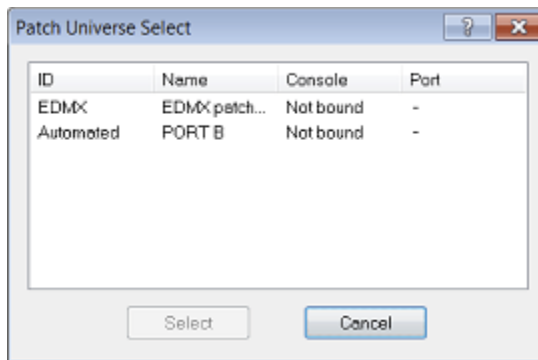 Patch Universe Select
ID Name Console Port
EDMX EDMX patch... Not bound -
Automated PORT B Not bound -
Select Cancel